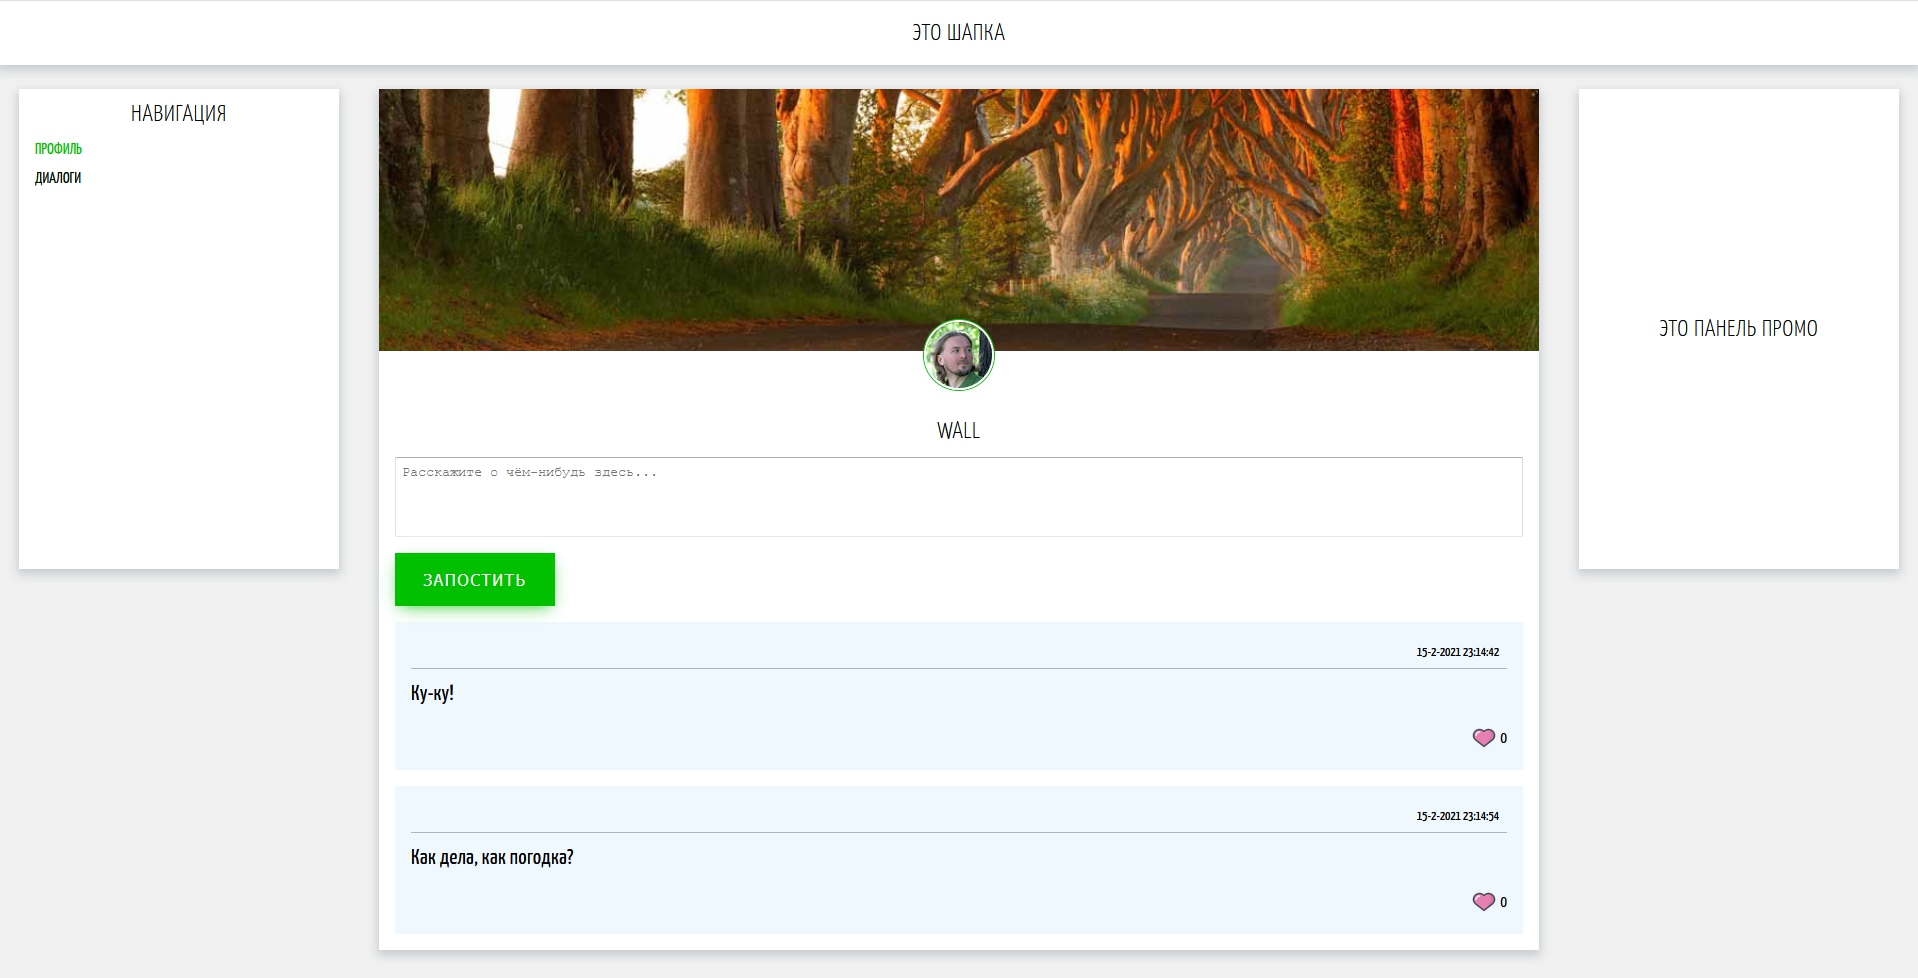 ЭТО ШАПКА
НАВИГАЦИЯ
ПРОФИЛЬ
ДИАЛОГИ
WALL
Расскажите о чём-нибудь здесь...
ЗАПОСТИТЬ
15-2-2021 23:14:42
Ку-ку!
0
15-2-2021 23:14:54
Как дела, как погодка?
0
ЭТО ПАНЕЛЬ ПРОМО